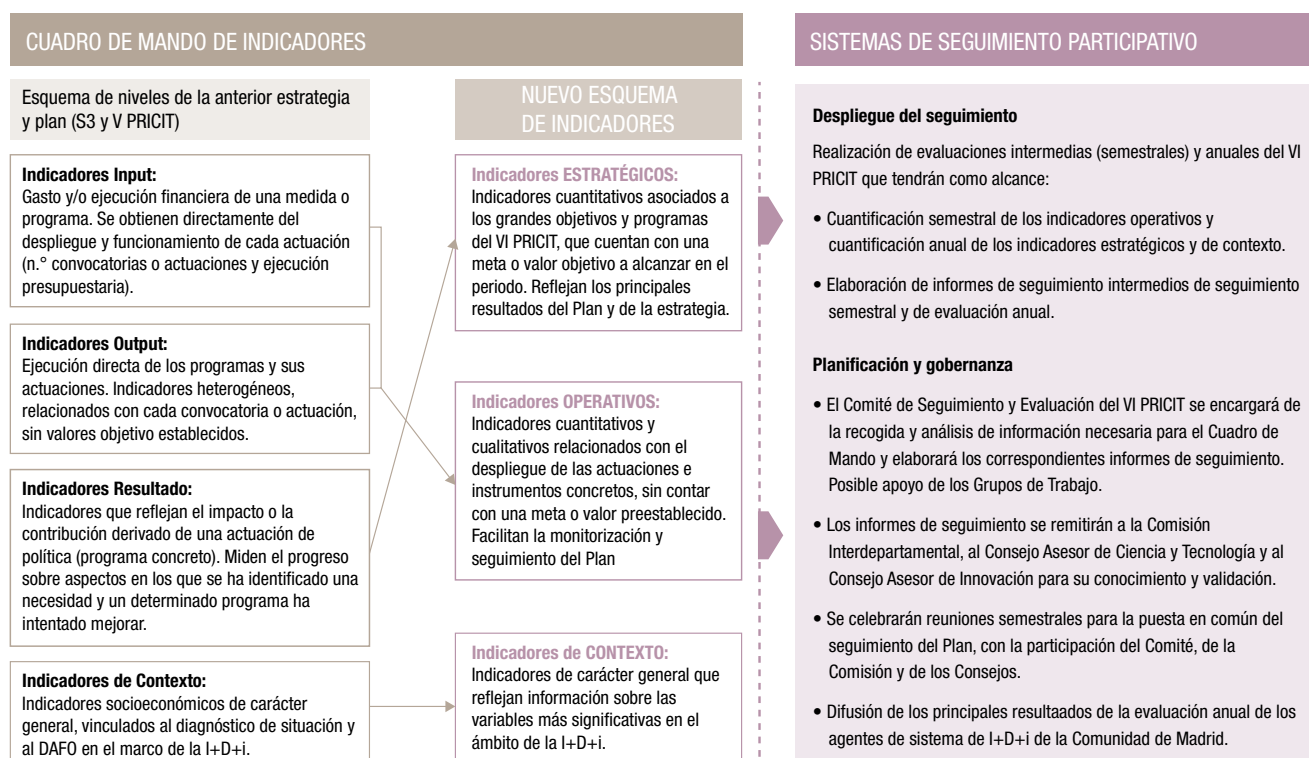 CUADRO DE MANDO DE INDICADORES
Esquema de niveles de la anterior estrategia
y plan (S3 y V PRICIT)
NUEVO ESQUEMA
DE INDICADORES
Indicadores Input:
Gasto y/o ejecución financiera de una medida o
programa. Se obtienen directamente del
despliegue y funcionamiento de cada actuación
(n.° convocatorias o actuaciones y ejecución
presupuestaria).
Indicadores Output:
Ejecución directa de los programas y sus
actuaciones. Indicadores heterogéneos,
relacionados con cada convocatoria o actuación,
sin valores objetivo establecidos.
Indicadores Resultado:
Indicadores que reflejan el impacto o la
contribución derivado de una actuación de
política (programa concreto). Miden el progreso
sobre aspectos en los que se ha identificado una
necesidad y un determinado programa ha
intentado mejorar.
Indicadores de Contexto:
Indicadores socioeconómicos de carácter
general, vinculados al diagnóstico de situación y
al DAFO en el marco de la I+D+i.
Indicadores ESTRATÉGICOS:
Indicadores cuantitativos asociados a
los grandes objetivos y programas
del VI PRICIT, que cuentan con una
meta o valor objetivo a alcanzar en el
periodo. Reflejan los principales
resultados del Plan y de la estrategia.
Indicadores OPERATIVOS:
Indicadores cuantitativos y
cualitativos relacionados con el
despliegue de las actuaciones e
instrumentos concretos, sin contar
con una meta o valor preestablecido.
Facilitan la monitorización y
seguimiento del Plan
Indicadores de CONTEXTO:
Indicadores de carácter general que
reflejan información sobre las
variables más significativas en el
ámbito de la I+D+i.
SISTEMAS DE SEGUIMIENTO PARTICIPATIVO
Despliegue del seguimiento
Realización de evaluaciones intermedias (semestrales) y anuales del VI
PRICIT que tendrán como alcance:
• Cuantificación semestral de los indicadores operativos y
cuantificación anual de los indicadores estratégicos y de contexto.
• Elaboración de informes de seguimiento intermedios de seguimiento
semestral y de evaluación anual.
Planificación y gobernanza
• El Comité de Seguimiento y Evaluación del VI PRICIT se encargará de
la recogida y análisis de información necesaria para el Cuadro de
Mando y elaborará los correspondientes informes de seguimiento.
Posible apoyo de los Grupos de Trabajo.
• Los informes de seguimiento se remitirán a la Comisión
Interdepartamental, al Consejo Asesor de Ciencia y Tecnología y al
Consejo Asesor de Innovación para su conocimiento y validación.
• Se celebrarán reuniones semestrales para la puesta en común del
seguimiento del Plan, con la participación del Comité, de la
Comisión y de los Consejos.
• Difusión de los principales resultaados de la evaluación anual de los
agentes de sistema de I+D+i de la Comunidad de Madrid.